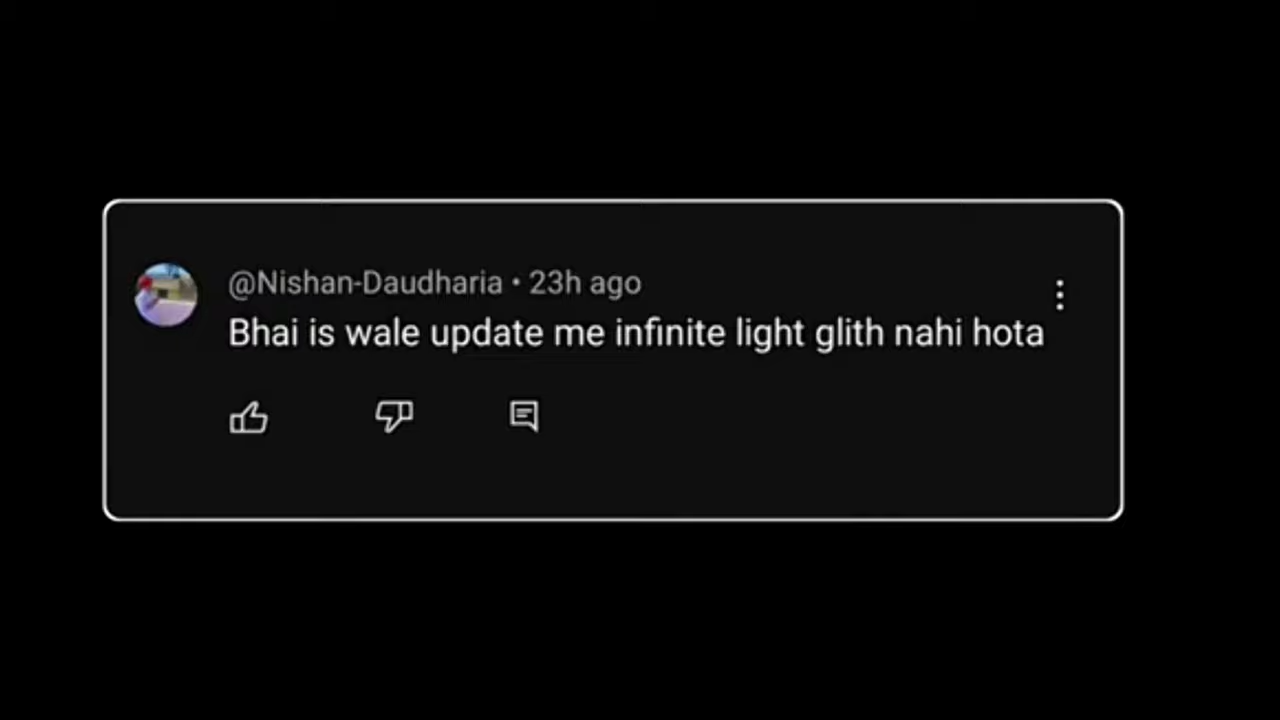 @Nishan-Daudharia • 23h ago
Bhai is wale update me infinite light glith nahi hota